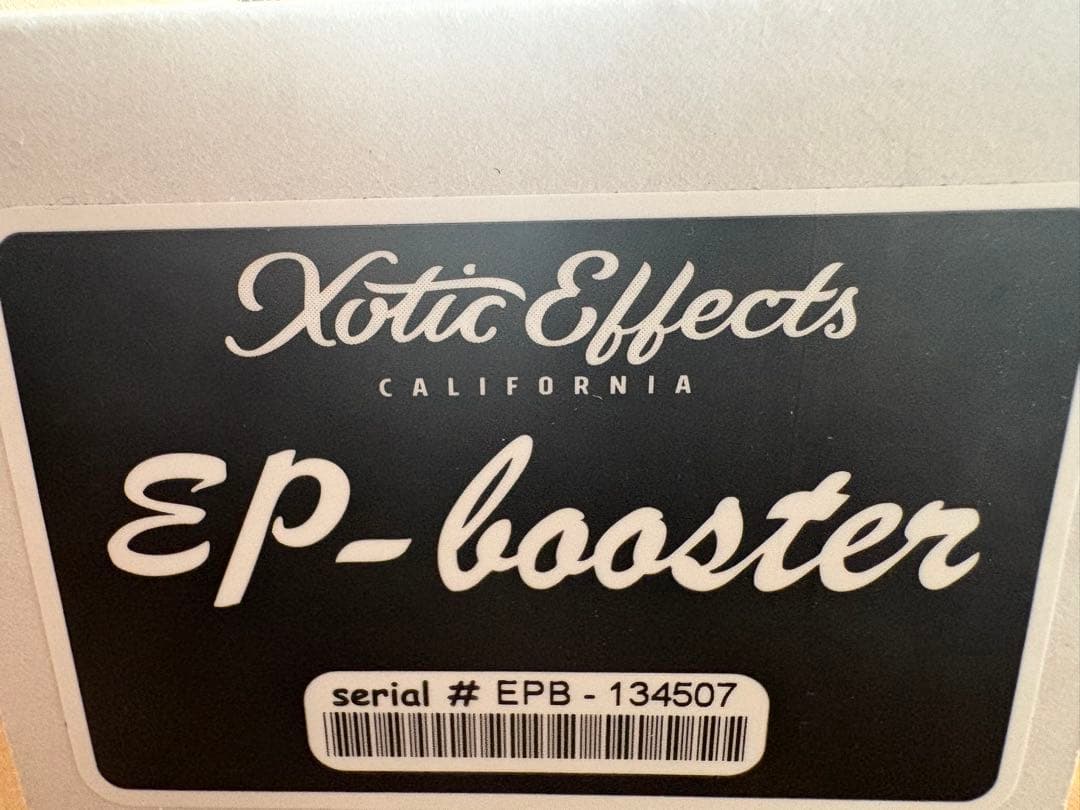 Xotic Effects
CALIFORNIA
EP-booster
serial # EPB - 134507